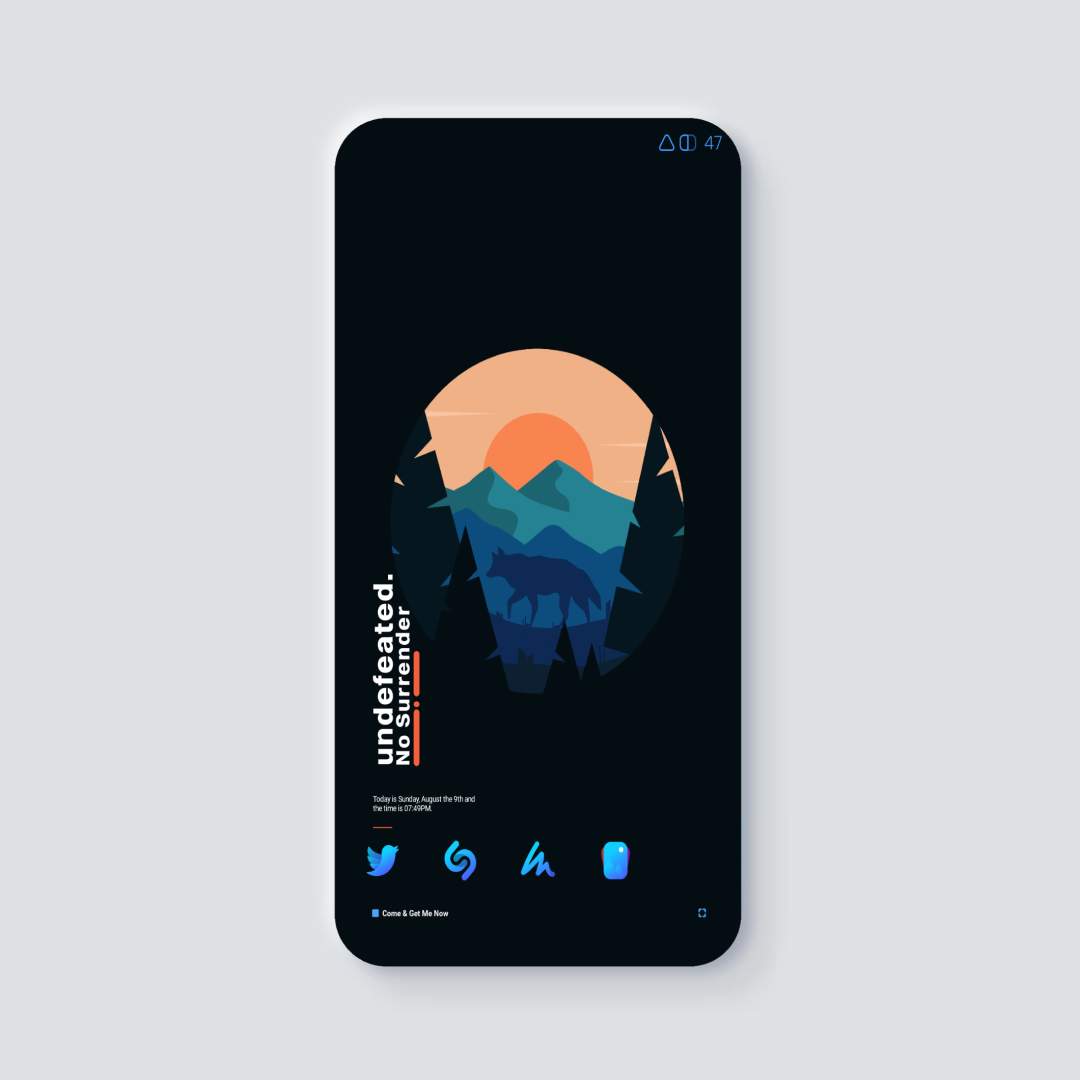 47
undefeated.
No Surrender
Today is Sunday, August the 9th and
the time is 07:49PM.
Come & Get Me Now